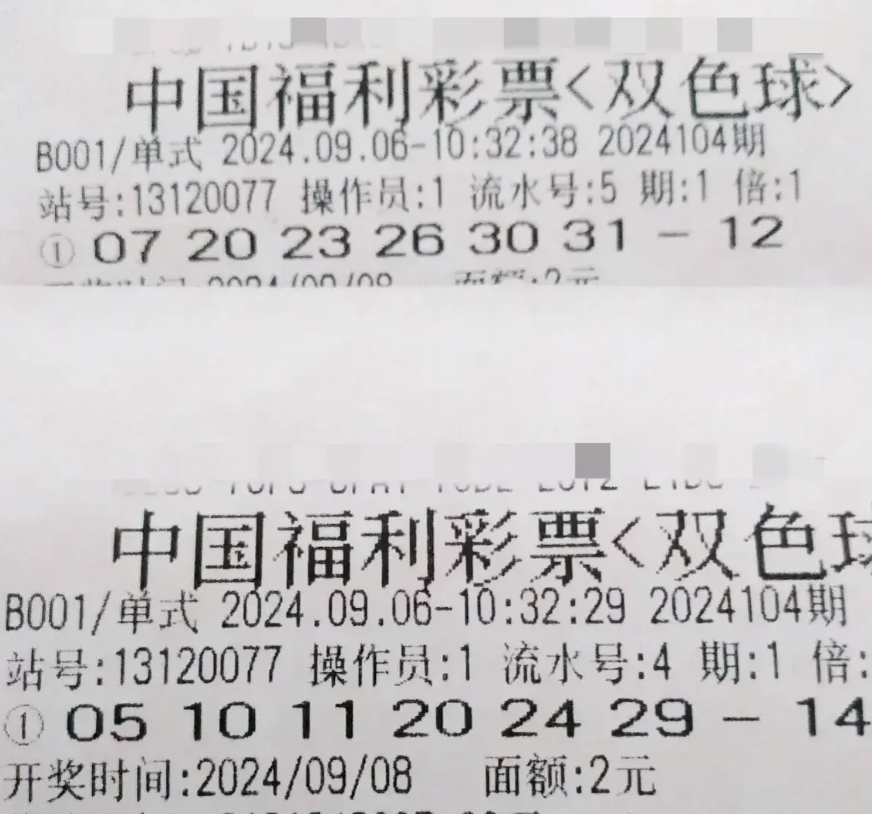 中国福利彩票<双色球>
B001/单式 2024.09.06-10:32:38 2024104期
站号:13120077 操作员:1 流水号:5 期:1 倍:1
① 07 20 23 26 30 31 - 12
中国福利彩票<双色球
B001/单式 2024.09.06-10:32:29 2024104期
站号:13120077 操作员:1 流水号:4 期:1 倍:
① 05 10 11 20 24 29 - 14
开奖时间:2024/09/08 面额:2元